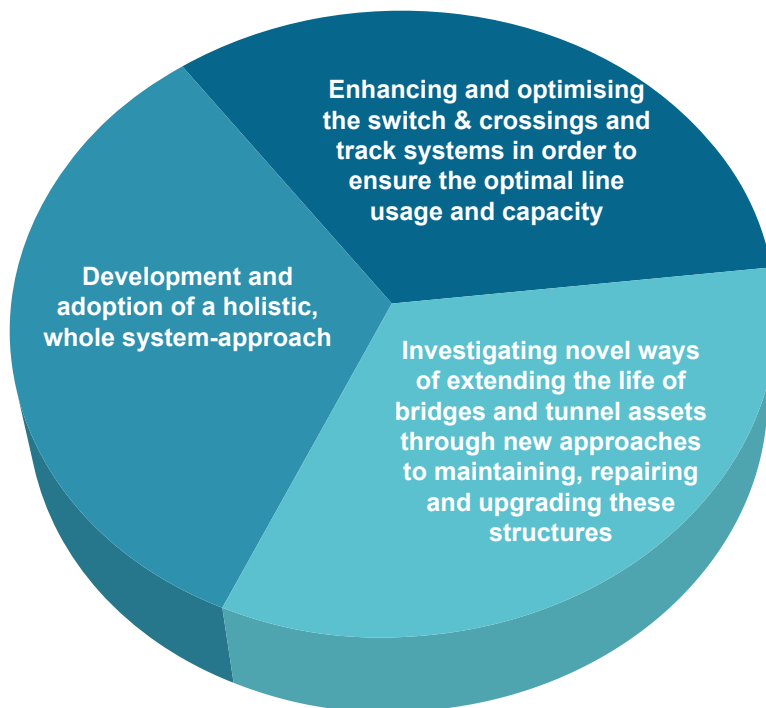 Enhancing and optimising
the switch & crossings and
track systems in order to
ensure the optimal line
usage and capacity
Development and
adoption of a holistic,
whole system-approach
Investigating novel ways
of extending the life of
bridges and tunnel assets
through new approaches
to maintaining, repairing
and upgrading these
structures